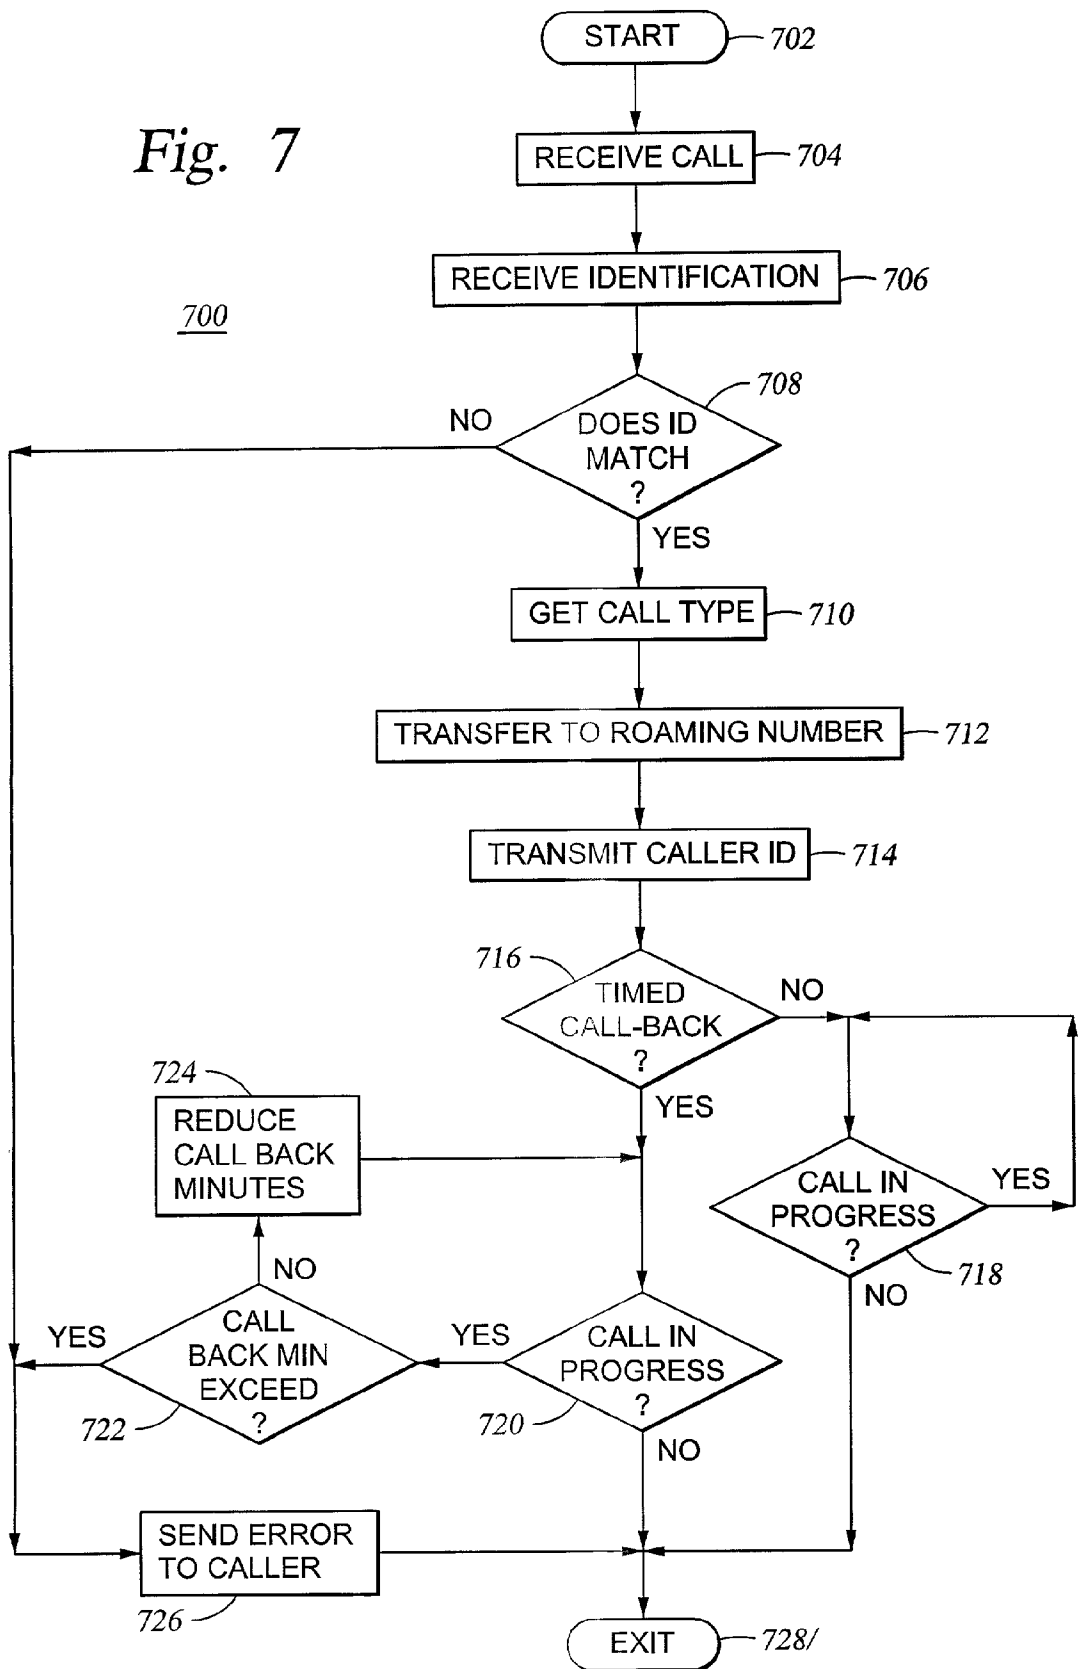 START
702
Fig. 7
RECEIVE CALL
704
RECEIVE IDENTIFICATION
706
700
708
NO
DOES ID
MATCH
?
YES
GET CALL TYPE
710
TRANSFER TO ROAMING NUMBER
712
TRANSMIT CALLER ID
714
716
TIMED
CALL-BACK
?
NO
YES
724
REDUCE
CALL BACK
MINUTES
CALL IN
PROGRESS
?
YES
718
NO
NO
CALL
BACK MIN
EXCEED
?
YES
722
YES
CALL IN
PROGRESS
?
720
NO
SEND ERROR
TO CALLER
726
EXIT
728/